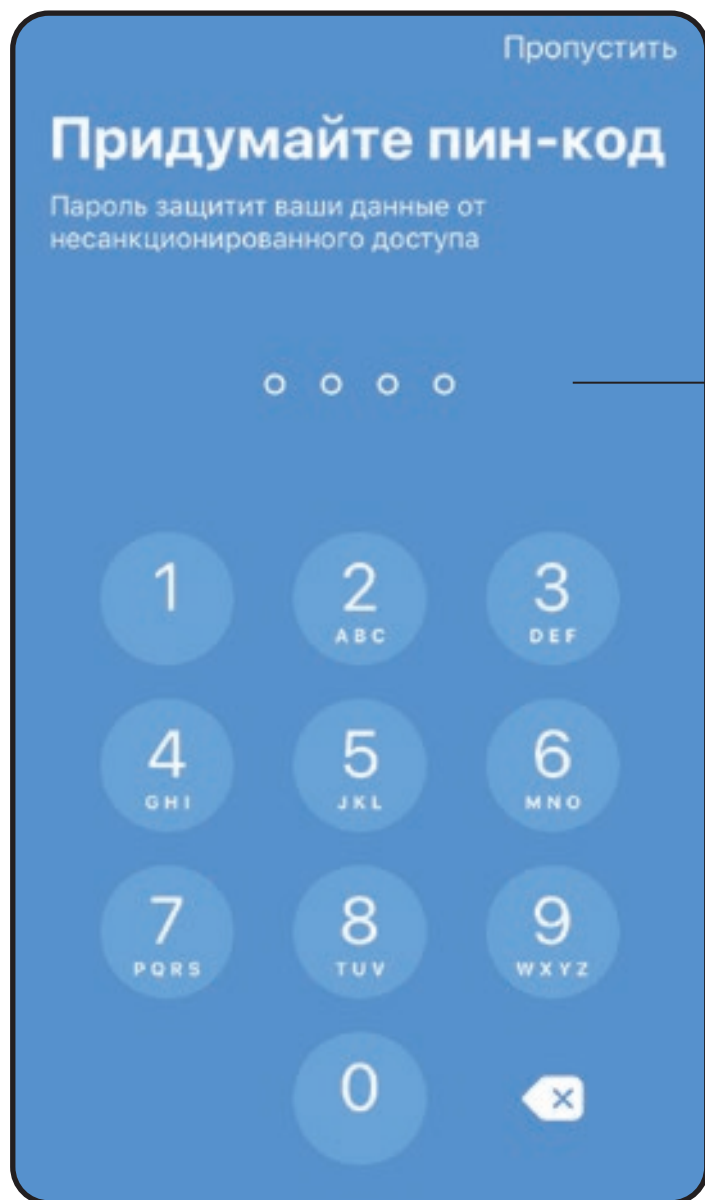 Пропустить
Придумайте пин-код
Пароль защитит ваши данные от
несанкционированного доступа
1 2 3
ABC DEF
4 5 6
GHI JKL MNO
7 8 9
PQRS TUV WXYZ
0